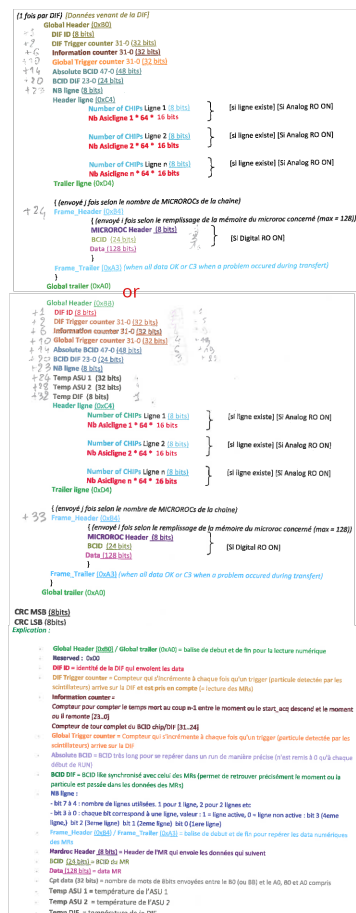 (1 fois par DIF) [Données venant de la DIF]
Global Header (0xB0)
DIF ID (8 bits)
DIF Trigger counter 31-0 (32 bits)
+6 Information counter 31-0 (32 bits)
Global Trigger counter 31-0 (32 bits)
+14 Absolute BCID 47-0 (48 bits)
+20 BCID DIF 23-0 (24 bits)
+23 NB ligne (8 bits)
Header ligne (0xC4)
Number of CHIPs Ligne 1 (8 bits) [si ligne existe] [Si Analog RO ON]
Nb Asicligne 1 * 64 * 16 bits
Number of CHIPs Ligne 2 (8 bits) [si ligne existe] [Si Analog RO ON]
Nb Asicligne 2 * 64 * 16 bits
Number of CHIPs Ligne n (8 bits) [si ligne existe] [Si Analog RO ON]
Nb Asicligne n * 64 * 16 bits
Trailer ligne (0xD4)
{ (envoyé j fois selon le nombre de MICROROCs de la chaine)
+24 Frame_Header (0xB4)
{ (envoyé i fois selon le remplissage de la mémoire du microroc concerné (max = 128))
MICROROC Header (8 bits)
BCID (24 bits) [Si Digital RO ON]
Data (128 bits)
}
Frame_Trailer (0xA3) (when all data OK or C3 when a problem occured during transfert)
}
Global trailer (0xA0)
or
Global Header (0xBB)
+1 DIF ID (8 bits)
+2 DIF Trigger counter 31-0 (32 bits)
+6 Information counter 31-0 (32 bits)
+10 Global Trigger counter 31-0 (32 bits)
+14 Absolute BCID 47-0 (48 bits)
+20 BCID DIF 23-0 (24 bits)
+23 NB ligne (8 bits)
+24 Temp ASU 1 (32 bits)
+28 Temp ASU 2 (32 bits)
+32 Temp DIF (8 bits)
Header ligne (0xC4)
Number of CHIPs Ligne 1 (8 bits) [si ligne existe] [Si Analog RO ON]
Nb Asicligne 1 * 64 * 16 bits
Number of CHIPs Ligne 2 (8 bits) [si ligne existe] [Si Analog RO ON]
Nb Asicligne 2 * 64 * 16 bits
Number of CHIPs Ligne n (8 bits) [si ligne existe] [Si Analog RO ON]
Nb Asicligne n * 64 * 16 bits
Trailer ligne (0xD4)
{ (envoyé j fois selon le nombre de MICROROCs de la chaine)
+33 Frame_Header (0xB4)
{ (envoyé i fois selon le remplissage de la mémoire du microroc concerné (max = 128))
MICROROC Header (8 bits)
BCID (24 bits) [Si Digital RO ON]
Data (128 bits)
}
Frame_Trailer (0xA3) (when all data OK or C3 when a problem occured during transfert)
}
Global trailer (0xA0)
CRC MSB (8bits)
CRC LSB (8bits)
Explication :
Global Header (0xB0) / Global trailer (0xA0) = balise de debut et de fin pour la lecture numérique
Reserved : 0x00
DIF ID = identité de la DIF qui envoient les data
DIF Trigger counter = Compteur qui s'incrémente à chaque fois qu'un trigger (particule detectée par les
scintillateurs) arrive sur la DIF et est pris en compte (= lecture des MRs)
Information counter =
Compteur pour compter le temps mort au coup n-1 entre le moment ou le start_acq descend et le moment
ou il remonte [23..0]
Compteur de tour complet du BCID chip/DIF [31..24]
Global Trigger counter = Compteur qui s'incrémente à chaque fois qu'un trigger (particule detectée par les
scintillateurs) arrive sur la DIF
Absolute BCID = BCID très long pour se repérer dans un run de manière précise (n'est remis à 0 qu'à chaque
début de RUN)
BCID DIF = BCID like synchronisé avec celui des MRs (permer de retrouver précisément le moment ou la
particule est passée dans les données des MRs)
NB ligne :
- bit 7 à 4 : nombre de lignes utilisées. 1 pour 1 ligne, 2 pour 2 lignes etc
- bit 3 à 0 : chaque bit correspond à une ligne, valeur : 1 = ligne active, 0 = ligne non active : bit 3 (4eme
ligne,) bit 2 (3eme ligne) bit 1 (2eme ligne) bit 0 (1ere ligne)
Frame_Header (0xB4) / Frame_Trailer (0xA3) = balise de debut et de fin pour repérer les data numériques
des MRs
Hardroc Header (8 bits) = Header de l'MR qui envoie les données qui suivent
BCID (24 bits) = BCID du MR
Data (128 bits) = data MR
Cpt data (32 bits) = nombre de mots de 8bits envoyées entre le B0 (ou BB) et le A0, B0 et A0 compris
Temp ASU 1 = température de l'ASU 1
Temp ASU 2 = température de l'ASU 2
Temp DIF = température de la DIF